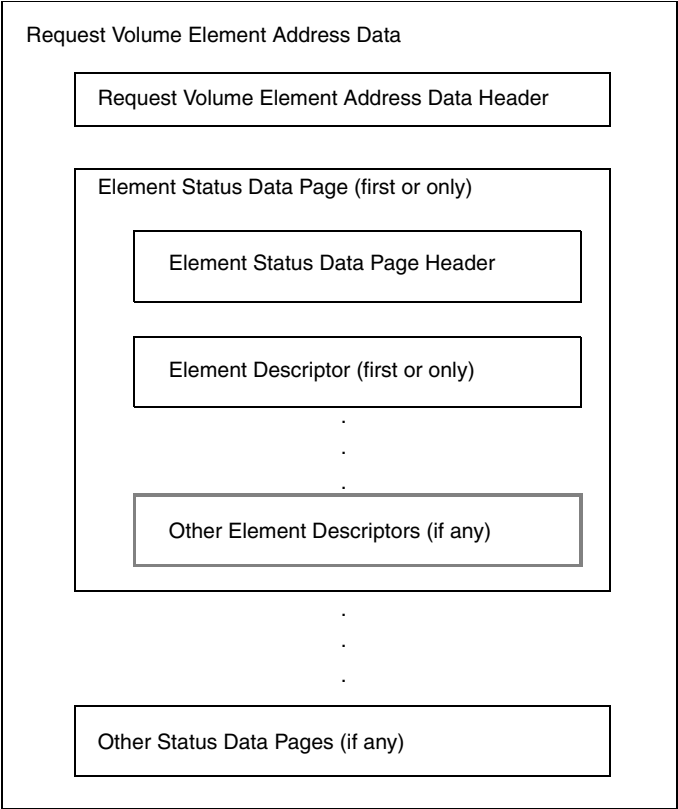 Request Volume Element Address Data
Request Volume Element Address Data Header
Element Status Data Page (first or only)
Element Status Data Page Header
Element Descriptor (first or only)
.
.
.
Other Element Descriptors (if any)
.
.
.
Other Status Data Pages (if any)